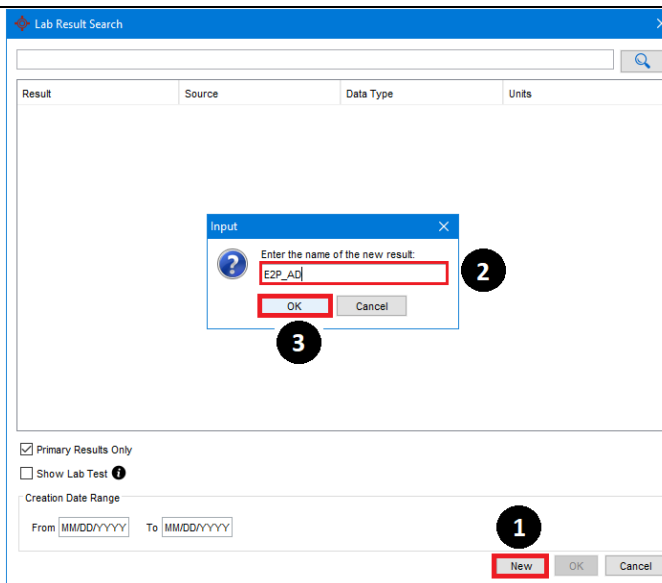 Lab Result Search
Result Source Data Type Units
Input
Enter the name of the new result:
E2P_AD
2
OK Cancel
3
Primary Results Only
Show Lab Test i
Creation Date Range
From MM/DD/YYYY To MM/DD/YYYY
1
New OK Cancel